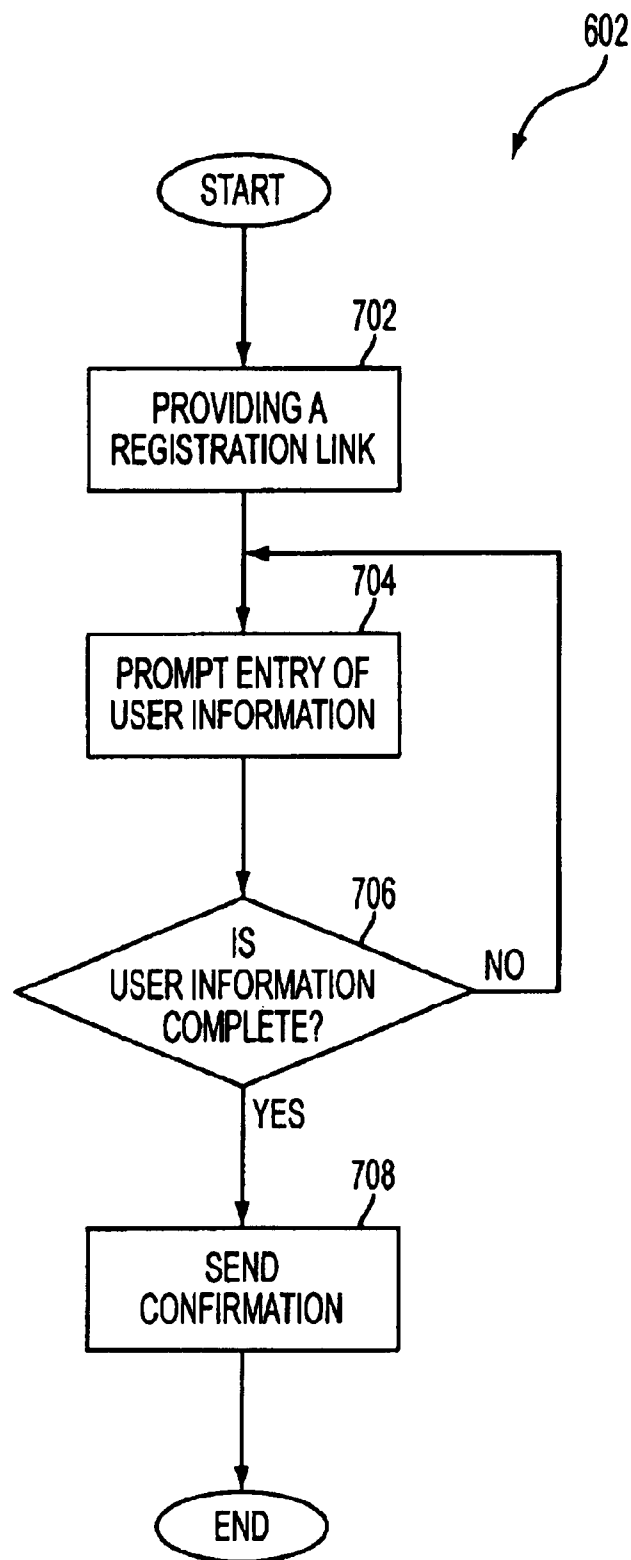 602
START
702
PROVIDING A
REGISTRATION LINK
704
PROMPT ENTRY OF
USER INFORMATION
706
IS
USER INFORMATION
COMPLETE?
NO
YES
708
SEND
CONFIRMATION
END